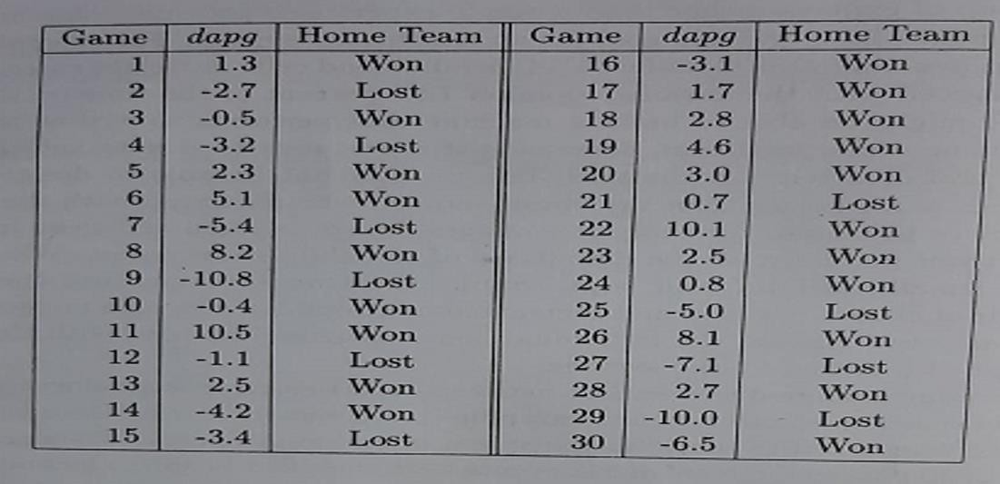 Game dapg Home Team Game dapg Home Team
1 1.3 Won 16 -3.1 Won
2 -2.7 Lost 17 1.7 Won
3 -0.5 Won 18 2.8 Won
4 -3.2 Lost 19 4.6 Won
5 2.3 Won 20 3.0 Won
6 5.1 Won 21 0.7 Lost
7 -5.4 Lost 22 10.1 Won
8 8.2 Won 23 2.5 Won
9 -10.8 Lost 24 0.8 Won
10 -0.4 Won 25 -5.0 Lost
11 10.5 Won 26 8.1 Won
12 -1.1 Lost 27 -7.1 Lost
13 2.5 Won 28 2.7 Won
14 -4.2 Won 29 -10.0 Lost
15 -3.4 Lost 30 -6.5 Won